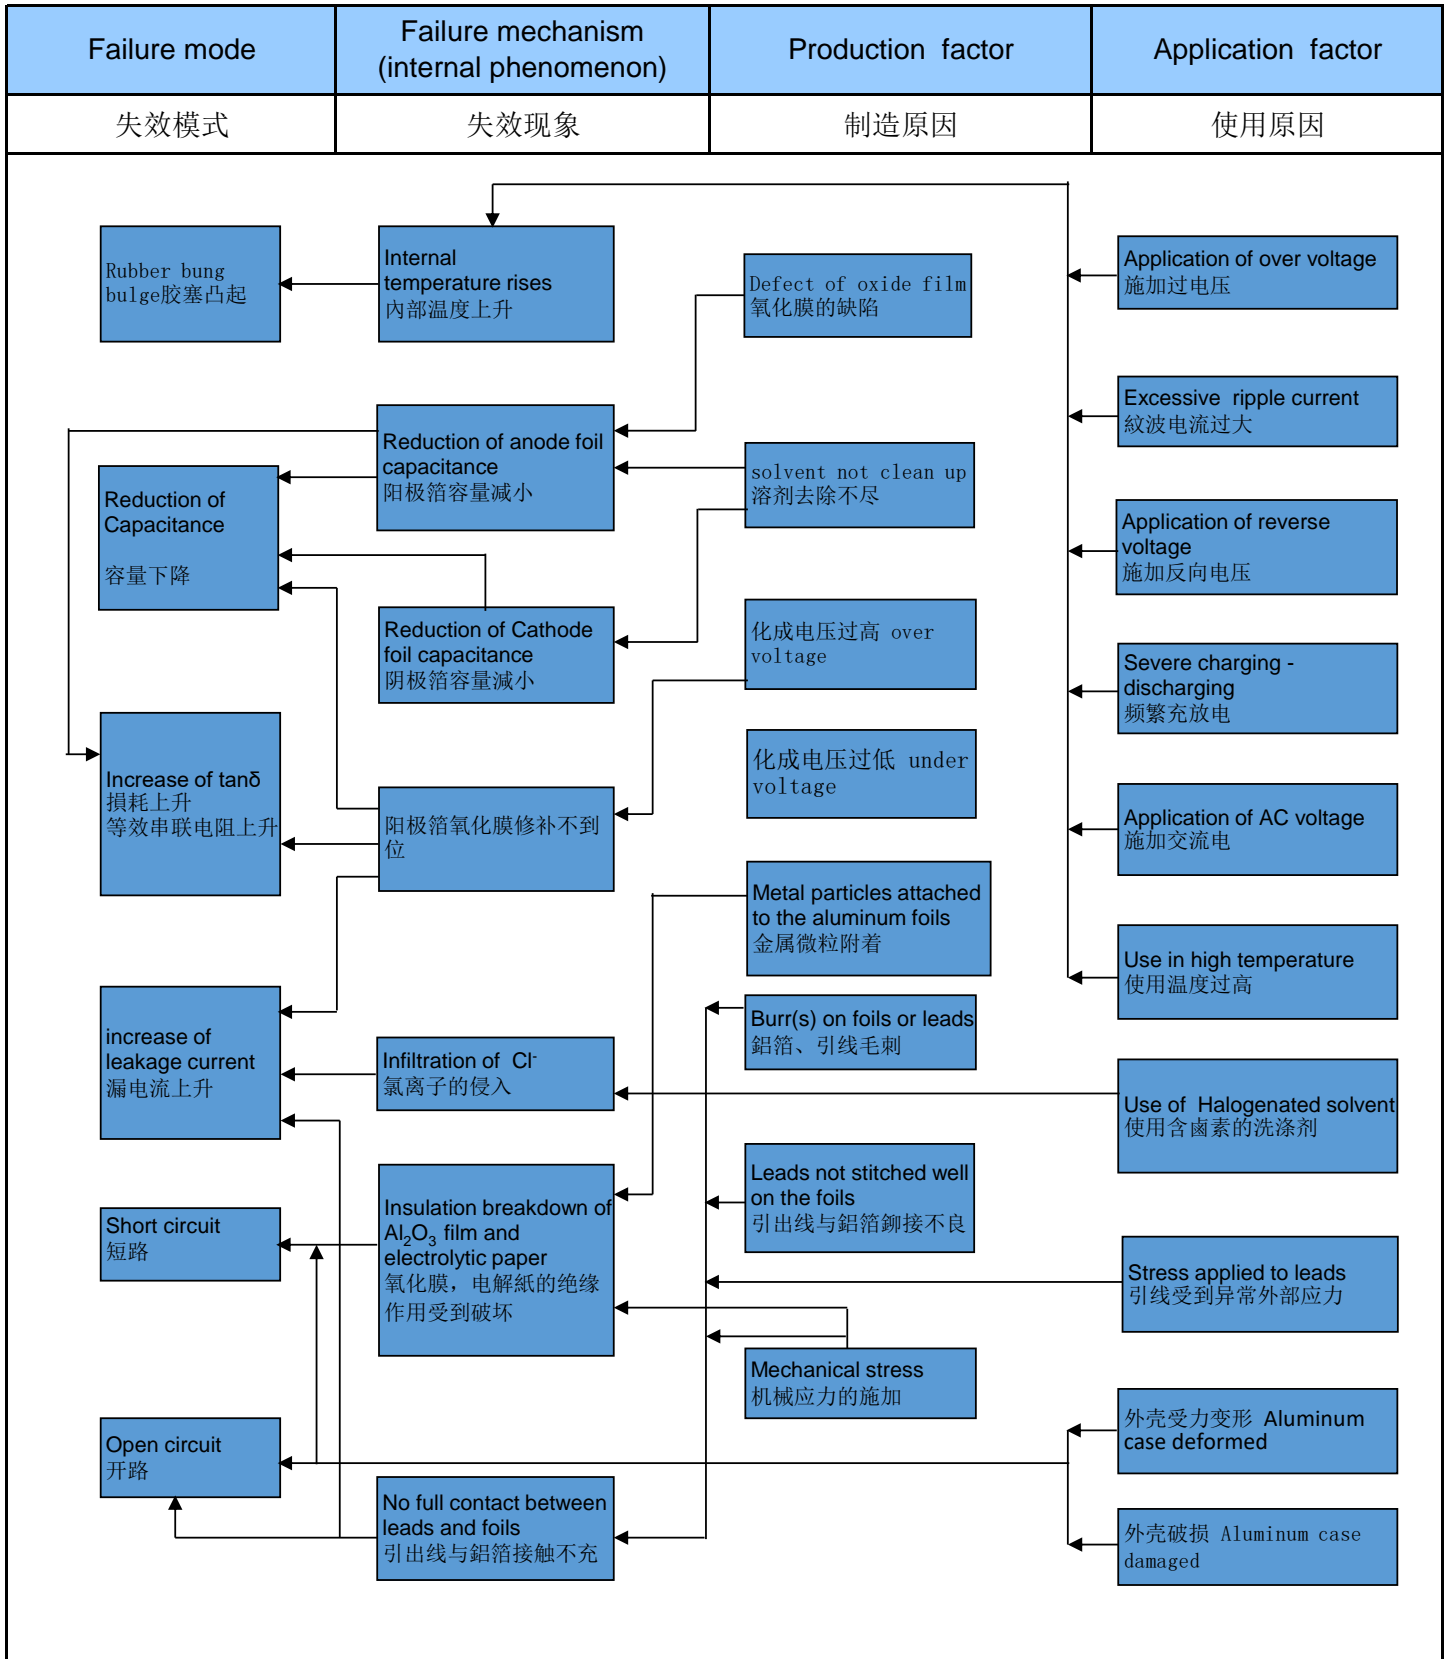 Failure mode
Failure mechanism
(internal phenomenon)
Production factor
Application factor
失效模式
失效现象
制造原因
使用原因
Rubber bung
bulge胶塞凸起
Internal
temperature rises
內部温度上升
Defect of oxide film
氧化膜的缺陷
Application of over voltage
施加过电压
Excessive ripple current
紋波电流过大
Reduction of anode foil
capacitance
阳极箔容量减小
solvent not clean up
溶剂去除不尽
Reduction of
Capacitance
容量下降
Application of reverse
voltage
施加反向电压
Reduction of Cathode
foil capacitance
阴极箔容量減小
化成电压过高 over
voltage
Severe charging -
discharging
频繁充放电
Increase of tanδ
損耗上升
等效串联电阻上升
阳极箔氧化膜修补不到
位
化成电压过低 under
voltage
Application of AC voltage
施加交流电
Metal particles attached
to the aluminum foils
金属微粒附着
Use in high temperature
使用温度过高
increase of
leakage current
漏电流上升
Infiltration of Cl-
氯离子的侵入
Burr(s) on foils or leads
鋁箔、引线毛刺
Use of Halogenated solvent
使用含鹵素的洗涤剂
Short circuit
短路
Insulation breakdown of
Al2O3 film and
electrolytic paper
氧化膜，电解紙的绝缘
作用受到破坏
Leads not stitched well
on the foils
引出线与鋁箔鉚接不良
Stress applied to leads
引线受到异常外部应力
Mechanical stress
机械应力的施加
Open circuit
开路
外壳受力变形 Aluminum
case deformed
No full contact between
leads and foils
引出线与鋁箔接触不充
外壳破损 Aluminum case
damaged